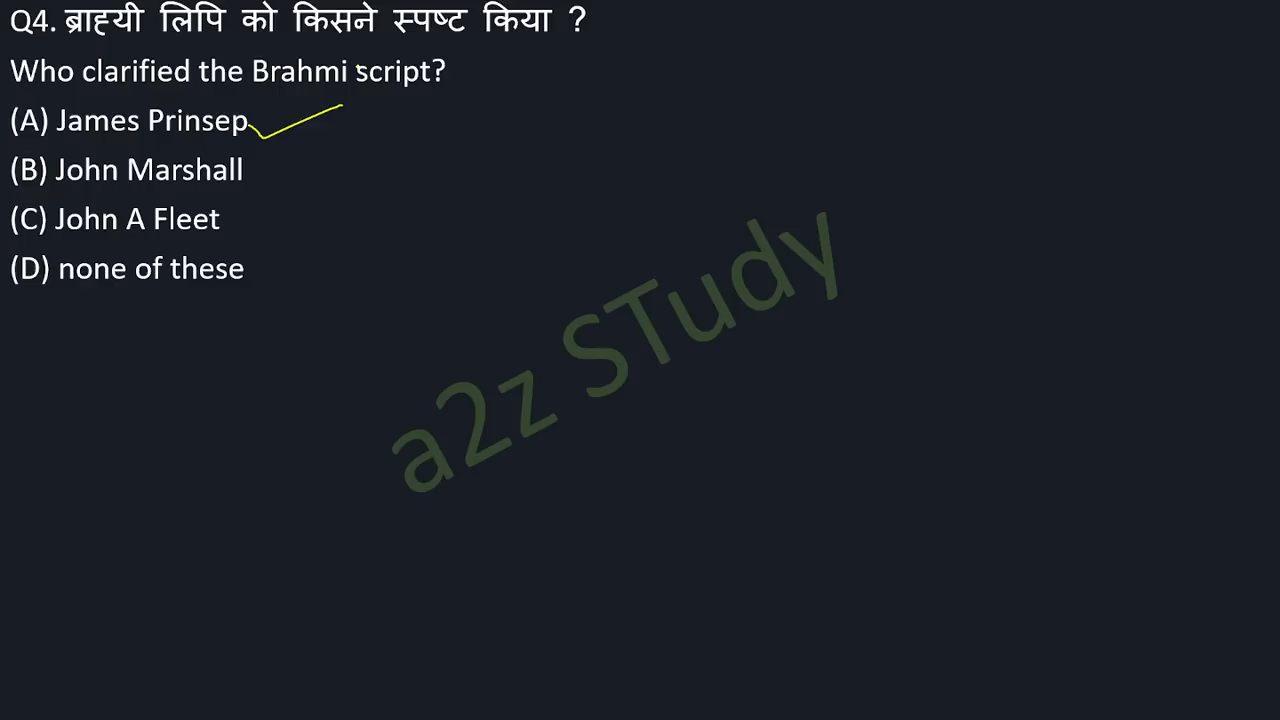 Q4. ब्राह्यी लिपि को किसने स्पष्ट किया ?
Who clarified the Brahmi script?
(A) James Prinsep
(B) John Marshall
(C) John A Fleet
(D) none of these
a2z STudy